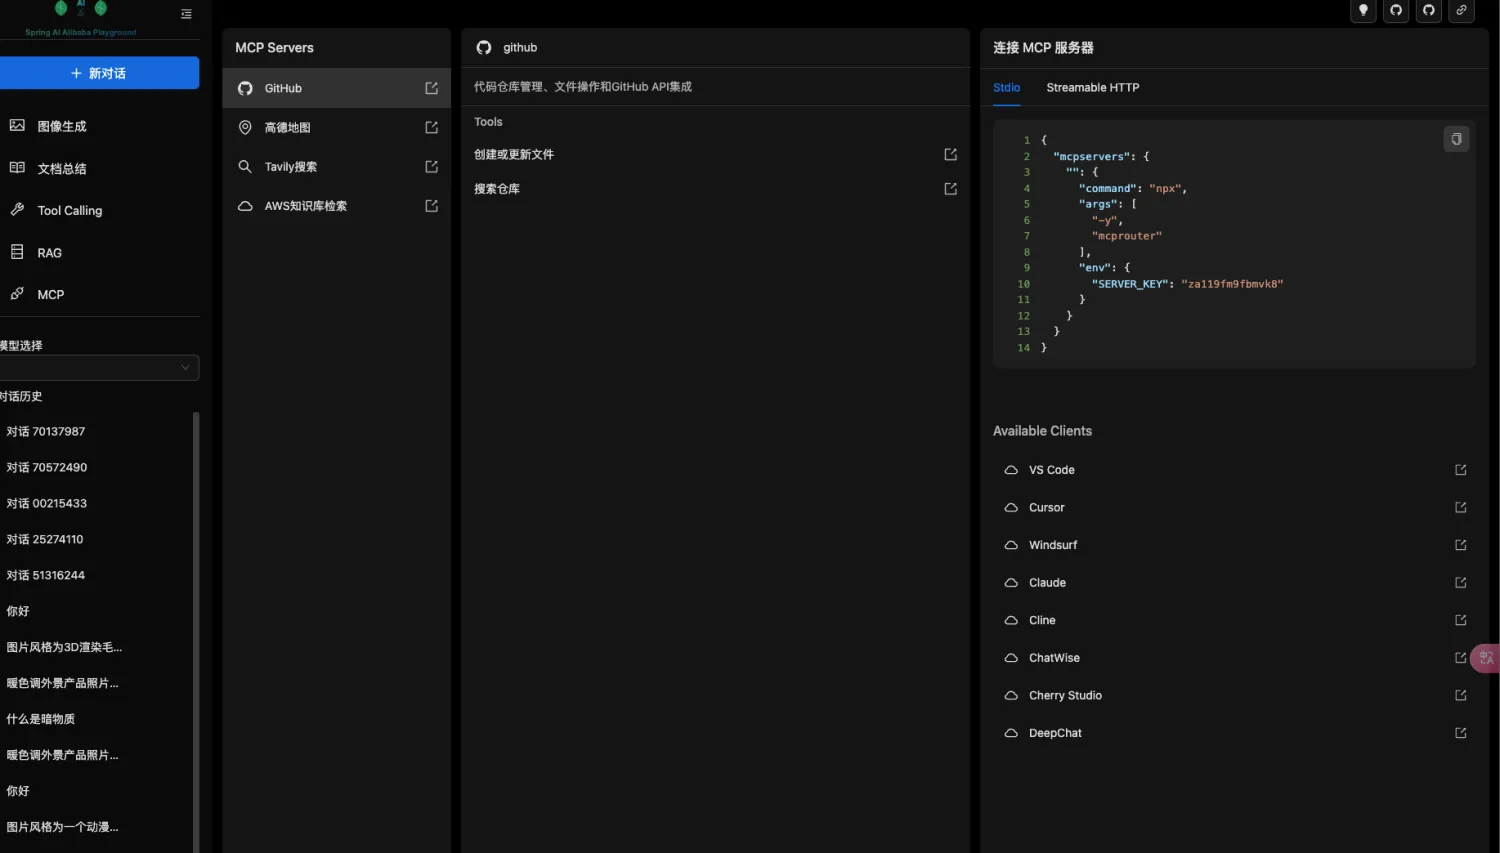 AI
Spring AI Alibaba Playground
新对话
图像生成
文档总结
Tool Calling
RAG
MCP
模型选择
对话历史
对话 70137987
对话 70572490
对话 00215433
对话 25274110
对话 51316244
你好
图片风格为3D渲染毛...
暖色调外景产品照片...
什么是暗物质
暖色调外景产品照片...
你好
图片风格为一个动漫...
MCP Servers
GitHub
高德地图
Tavily搜索
AWS知识库检索
github
代码仓库管理、文件操作和GitHub API集成
Tools
创建或更新文件
搜索仓库
连接 MCP 服务器
Stdio Streamable HTTP
1 {
2 "mcpservers": {
3 "": {
4 "command": "npx",
5 "args": [
6 "-y",
7 "mcprouter"
8 ],
9 "env": {
10 "SERVER_KEY": "za119fm9fbmvk8"
11 }
12 }
13 }
14 }
Available Clients
VS Code
Cursor
Windsurf
Claude
Cline
ChatWise
Cherry Studio
DeepChat